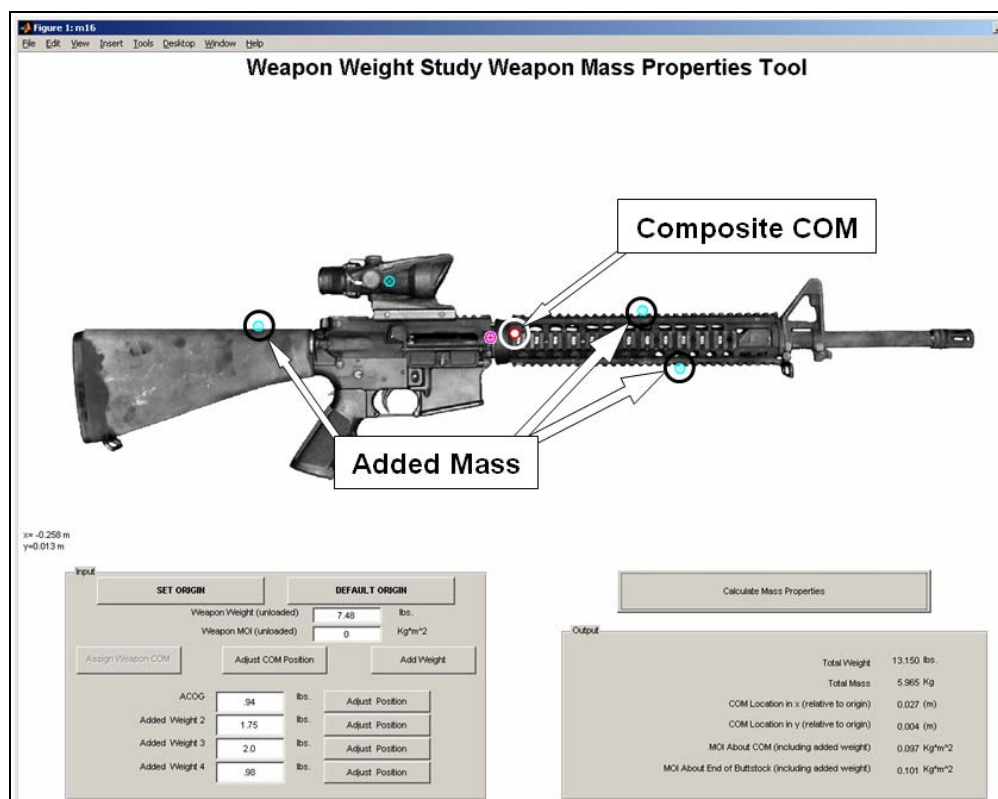 Figure 1: m16
File Edit View Insert Tools Desktop Window Help
Weapon Weight Study Weapon Mass Properties Tool
Composite COM
Added Mass
x= -0.258 m
y=0.013 m
Input
SET ORIGIN DEFAULT ORIGIN
Weapon Weight (unloaded) 7.48 lbs.
Weapon MOI (unloaded) 0 Kg*m^2
Assign Weapon COM Adjust COM Position Add Weight
ACOG .94 lbs. Adjust Position
Added Weight 2 1.75 lbs. Adjust Position
Added Weight 3 2.0 lbs. Adjust Position
Added Weight 4 .98 lbs. Adjust Position
Calculate Mass Properties
Output
Total Weight 13.150 lbs.
Total Mass 5.965 Kg
COM Location in x (relative to origin) 0.027 (m)
COM Location in y (relative to origin) 0.004 (m)
MOI About COM (including added weight) 0.097 Kg*m^2
MOI About End of Buttstock (including added weight) 0.101 Kg*m^2